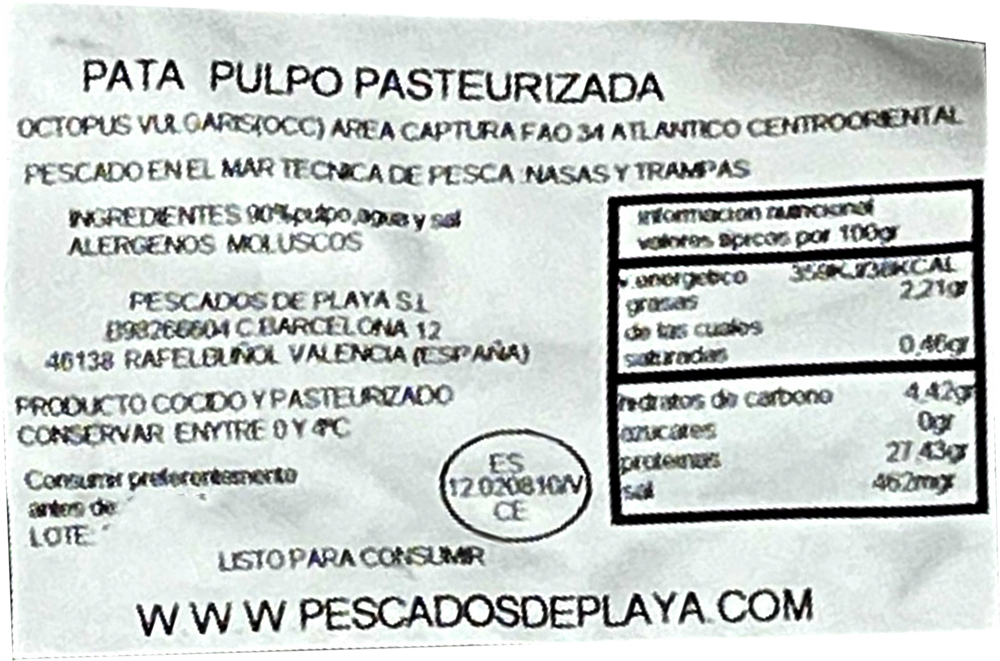 PATA PULPO PASTEURIZADA
OCTOPUS VULGARIS(OCC) AREA CAPTURA FAO 34 ATLANTICO CENTROORIENTAL
PESCADO EN EL MAR TECNICA DE PESCA :NASAS Y TRAMPAS
INGREDIENTES 90% pulpo,agua y sal
ALERGENOS MOLUSCOS
PESCADOS DE PLAYA S.L
B98266604 C.BARCELONA 12
46138 RAFELBUÑOL VALENCIA (ESPAÑA)
PRODUCTO COCIDO Y PASTEURIZADO
CONSERVAR ENYTRE 0 Y 4ºC
Consumir preferentemente
antes de:
LOTE:
LISTO PARA CONSUMIR
ES
12.020810/V
CE
informacion nutricional
valores tipicos por 100gr
v.energetico
grasas 2,21gr
de las cuales
saturadas 0,46gr
hidratos de carbono 4,42gr
azucares 0gr
proteinas 27,43gr
sal 462mgr
WWW PESCADOSDEPLAYA.COM